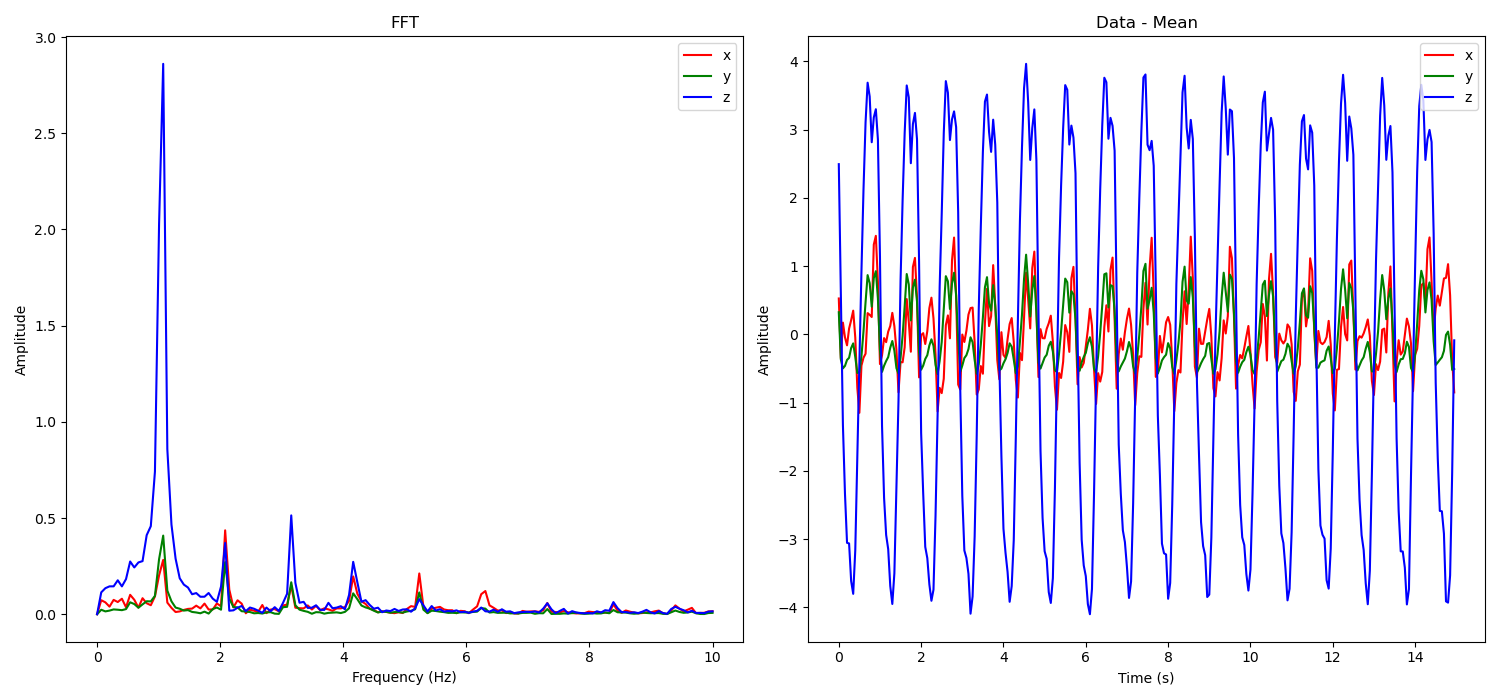 FFT
3.0
2.5
2.0
1.5
1.0
0.5
0.0
Amplitude
0 2 4 6 8 10
Frequency (Hz)
x
y
z
Data - Mean
4
3
2
1
0
−1
−2
−3
−4
Amplitude
0 2 4 6 8 10 12 14
Time (s)
x
y
z